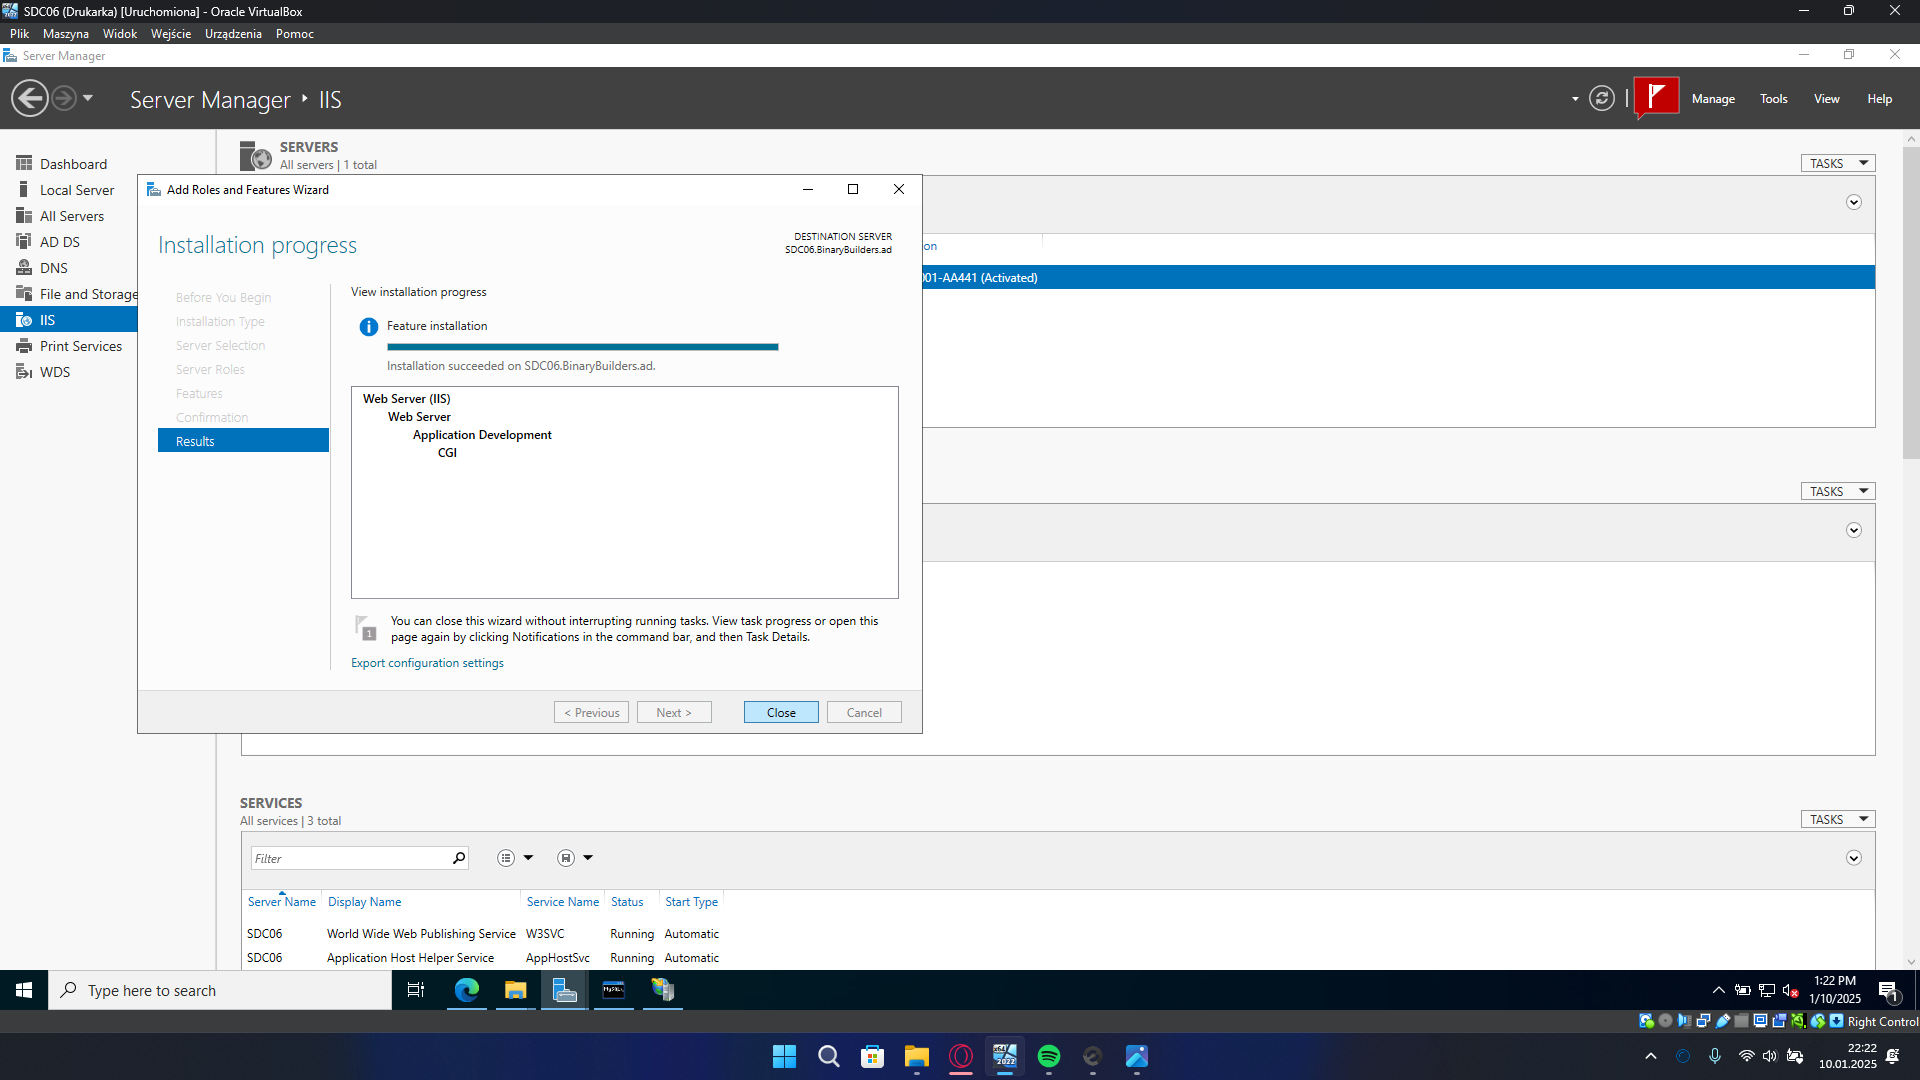 SDC06 (Drukarka) [Uruchomiona] - Oracle VirtualBox
Plik Maszyna Widok Wejście Urządzenia Pomoc
Server Manager
Server Manager ‣ IIS
Manage Tools View Help
Dashboard
Local Server
All Servers
AD DS
DNS
File and Storage
IIS
Print Services
WDS
SERVERS
All servers | 1 total
TASKS
Add Roles and Features Wizard
Installation progress
DESTINATION SERVER
SDC06.BinaryBuilders.ad
Before You Begin
Installation Type
Server Selection
Server Roles
Features
Confirmation
Results
View installation progress
Feature installation
Installation succeeded on SDC06.BinaryBuilders.ad.
Web Server (IIS)
Web Server
Application Development
CGI
1
You can close this wizard without interrupting running tasks. View task progress or open this
page again by clicking Notifications in the command bar, and then Task Details.
Export configuration settings
< Previous Next > Close Cancel
on
001-AA441 (Activated)
TASKS
SERVICES
All services | 3 total
TASKS
Filter
Server Name Display Name Service Name Status Start Type
SDC06 World Wide Web Publishing Service W3SVC Running Automatic
SDC06 Application Host Helper Service AppHostSvc Running Automatic
Type here to search
MySQL
1:22 PM
1/10/2025
1
Right Control
x64
2022
22:22
10.01.2025